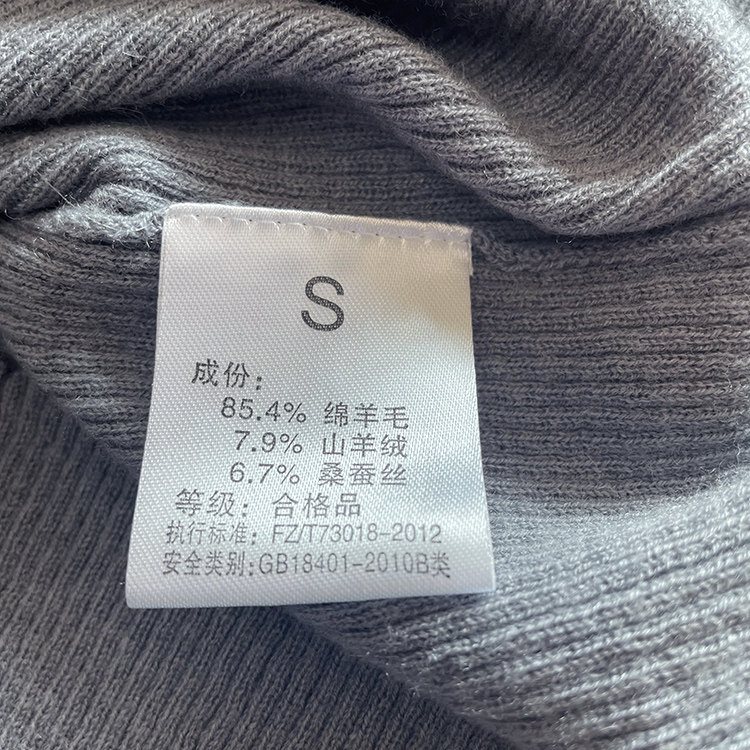 S
成份：
85.4% 绵羊毛
7.9% 山羊绒
6.7% 桑蚕丝
等级：合格品
执行标准：FZ/T73018-2012
安全类别:GB18401-2010B类